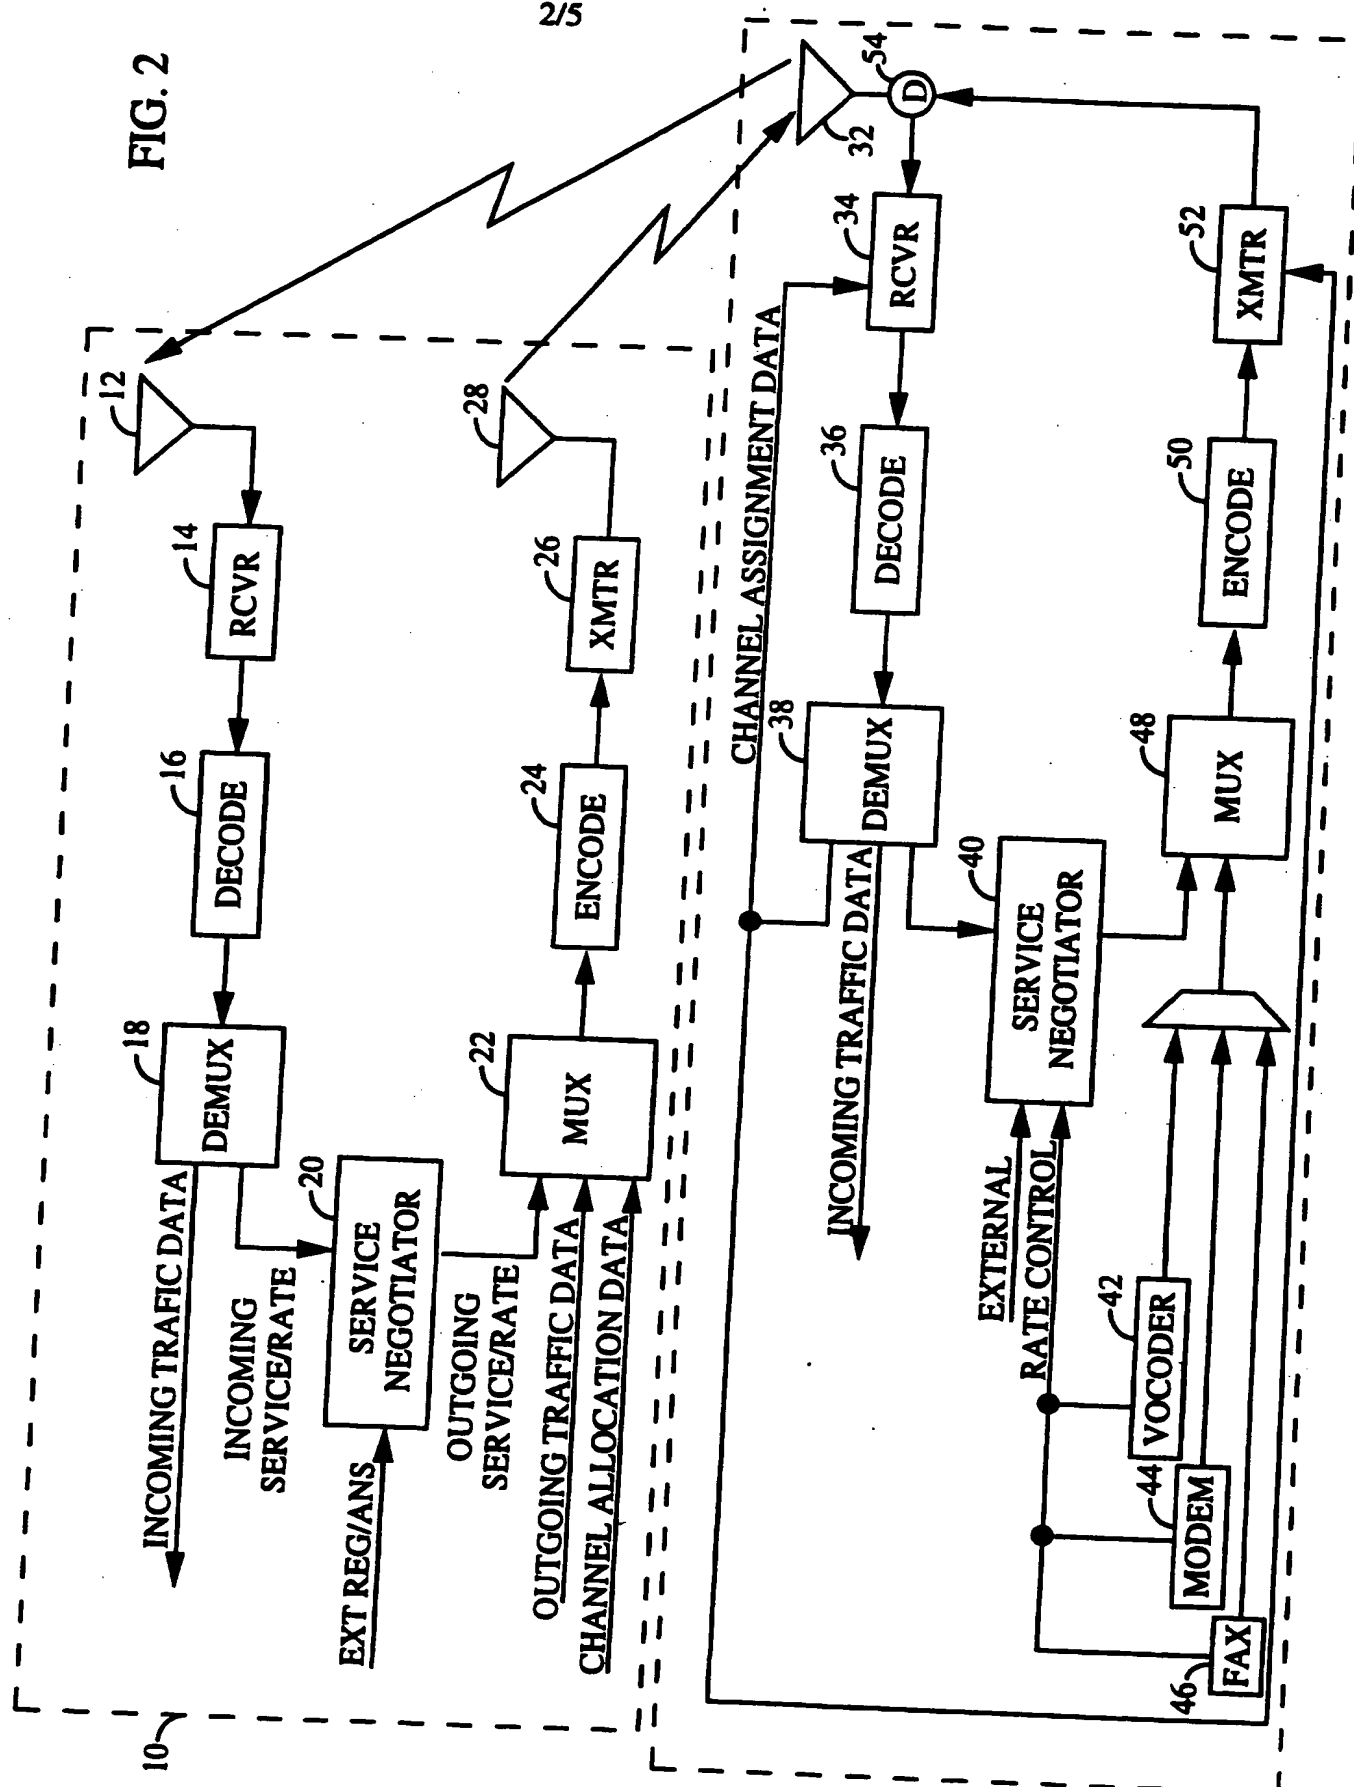 2/5
FIG. 2
10
12
14
RCVR
16
DECODE
18
DEMUX
INCOMING TRAFIC DATA
INCOMING
SERVICE/RATE
20
SERVICE
NEGOTIATOR
EXT REG/ANS
OUTGOING
SERVICE/RATE
OUTGOING TRAFFIC DATA
CHANNEL ALLOCATION DATA
22
MUX
24
ENCODE
26
XMTR
28
32
54
D
34
RCVR
CHANNEL ASSIGNMENT DATA
36
DECODE
38
DEMUX
INCOMING TRAFFIC DATA
40
SERVICE
NEGOTIATOR
EXTERNAL
RATE CONTROL
42
VOCODER
44
MODEM
46
FAX
48
MUX
50
ENCODE
52
XMTR